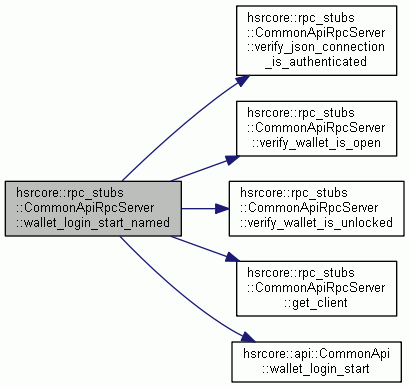 hsrcore::rpc_stubs
::CommonApiRpcServer
::verify_json_connection
_is_authenticated
hsrcore::rpc_stubs
::CommonApiRpcServer
::verify_wallet_is_open
hsrcore::rpc_stubs
::CommonApiRpcServer
::wallet_login_start_named
hsrcore::rpc_stubs
::CommonApiRpcServer
::verify_wallet_is_unlocked
hsrcore::rpc_stubs
::CommonApiRpcServer
::get_client
hsrcore::api::CommonApi
::wallet_login_start